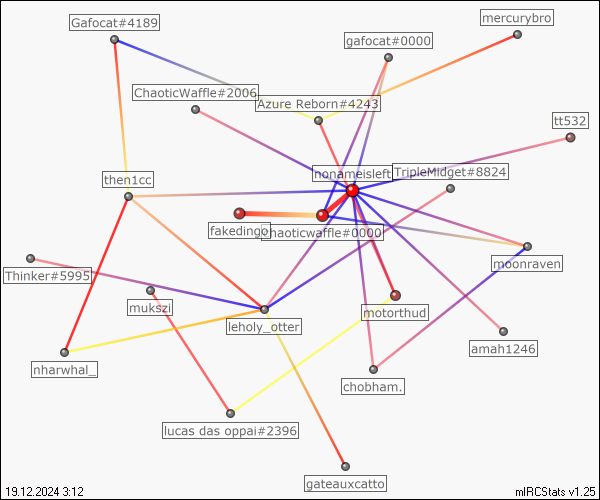 mercurybro
Gafocat#4189
gafocat#0000
ChaoticWaffle#2006
Azure Reborn#4243
tt532
nonameisleft
TripleMidget#8824
then1cc
fakedingo
Chaoticwaffle#0000
moonraven
Thinker#5995
mukszi
motorthud
leholy_otter
amah1246
nharwhal_
chobham.
lucas das oppai#2396
gateauxcatto
19.12.2024 3:12
mIRCStats v1.25